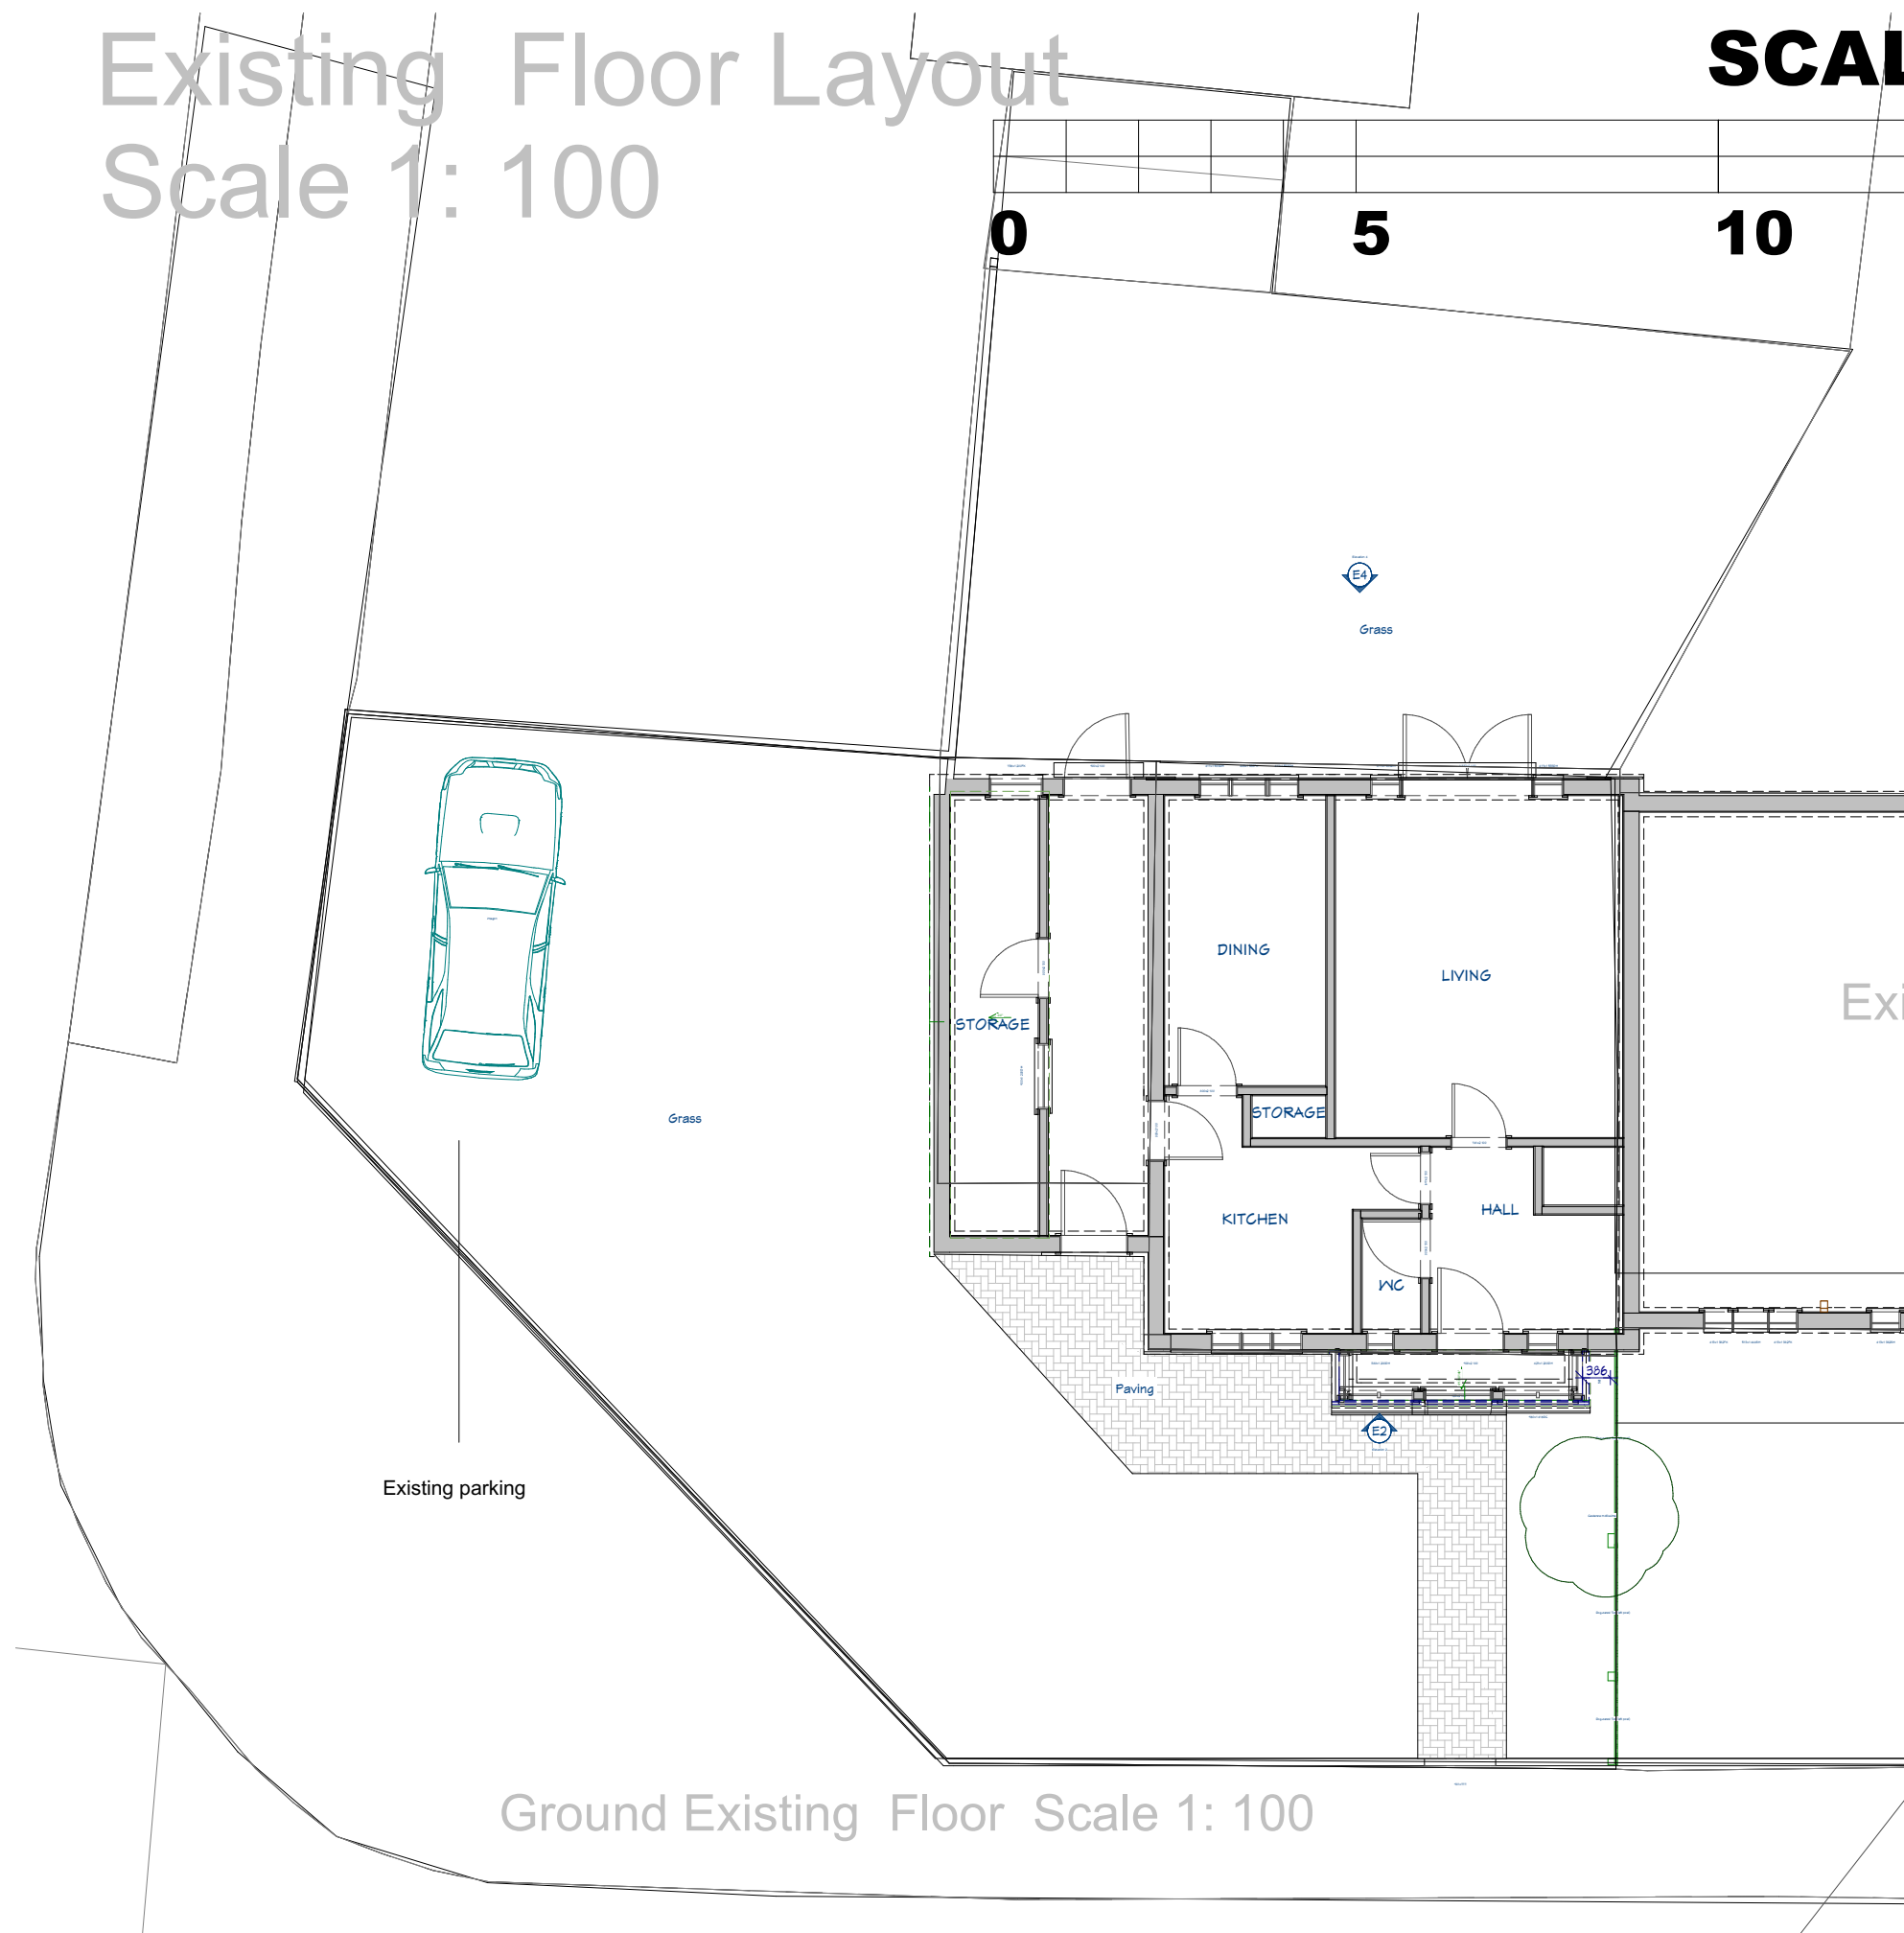 Existing Floor Layout
Scale 1: 100
SCAL
0 5 10
E4
Grass
DINING
LIVING
Exi
STORAGE
STORAGE
Grass
KITCHEN
HALL
WC
386
Paving
E2
Existing parking
Ground Existing Floor Scale 1: 100